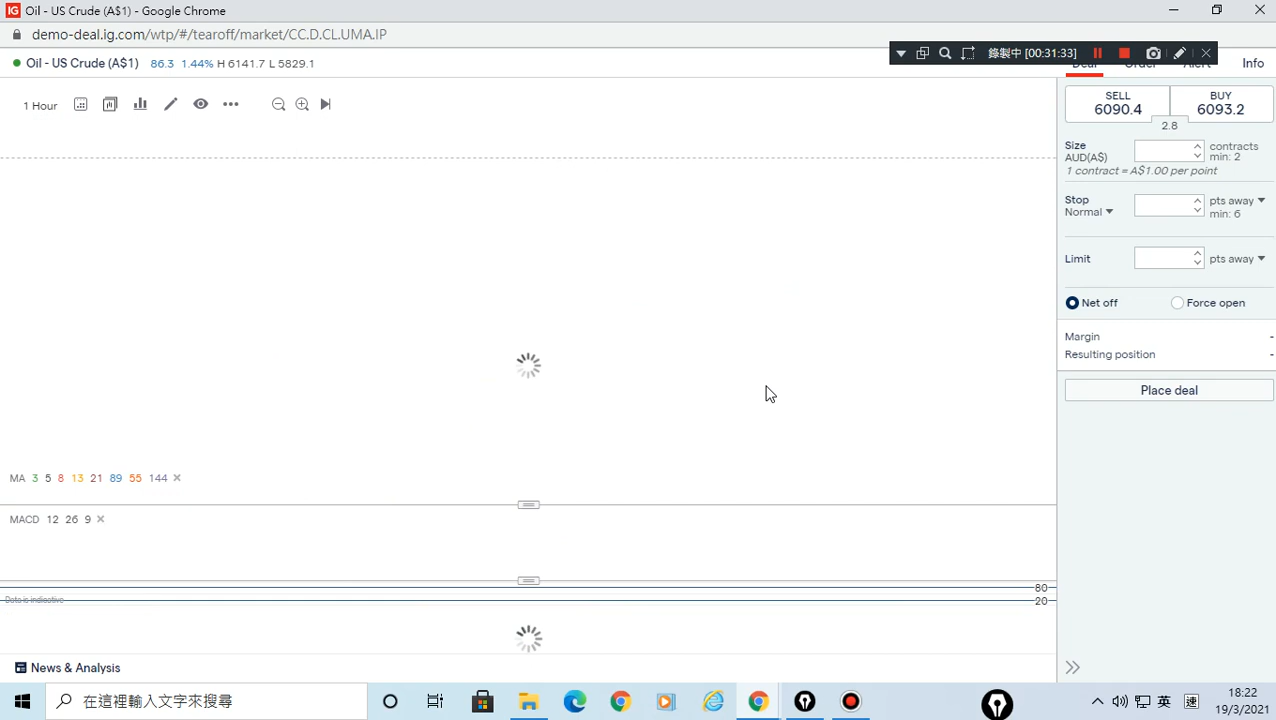 IG Oil - US Crude (A$1) - Google Chrome
demo-deal.ig.com/wtp/#/tearoff/market/CC.D.CL.UMA.IP
Oil - US Crude (A$1) 86.3 1.44% H 6141.7 L 5829.1
錄製中 [00:31:33]
Deal Order Alert Info
1 Hour
SELL BUY
6090.4 6093.2
2.8
Size contracts
AUD(A$) min: 2
1 contract = A$1.00 per point
Stop pts away
Normal min: 6
Limit pts away
Net off Force open
Margin -
Resulting position -
Place deal
MA 3 5 8 13 21 89 55 144
MACD 12 26 9
80
Data is indicative 20
News & Analysis
在這裡輸入文字來搜尋
英 18:22
19/3/2021